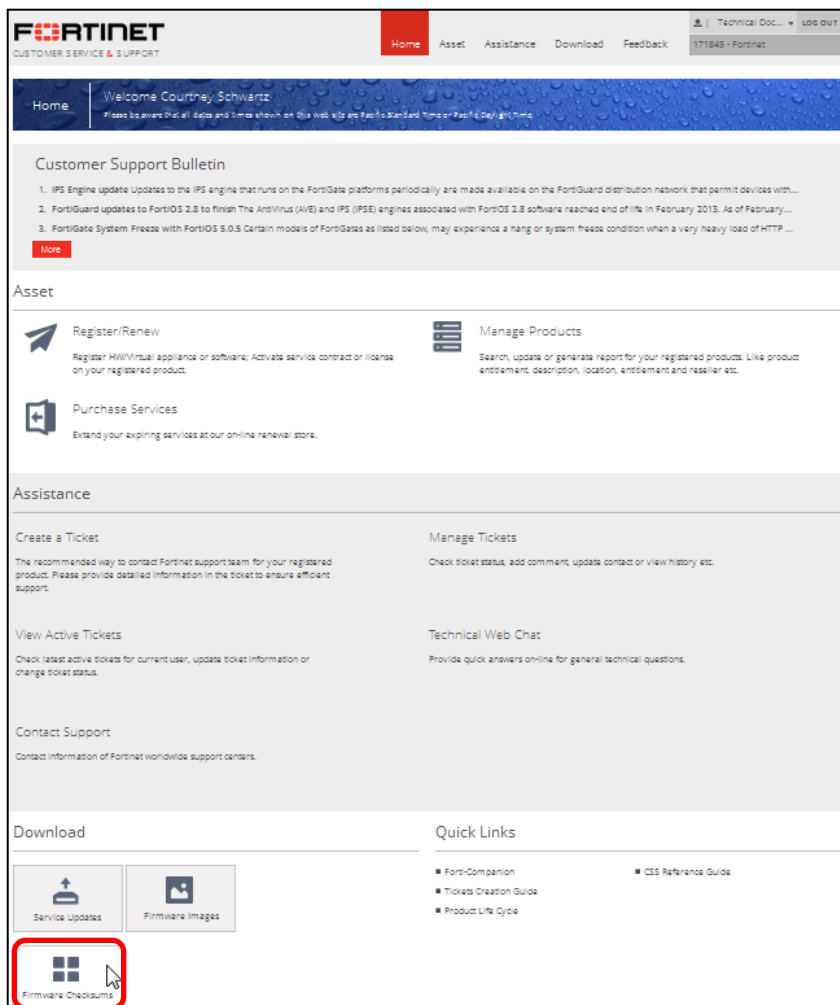 FORTINET
CUSTOMER SERVICE & SUPPORT
Technical Doc... LOG OUT
171845 - Fortinet
Home Asset Assistance Download Feedback
Home
Welcome Courtney Schwartz
Please be aware that all dates and times shown on this web site are Pacific Standard Time or Pacific Daylight Time.
Customer Support Bulletin
1. IPS Engine update Updates to the IPS engine that runs on the FortiGate platforms periodically are made available on the FortiGuard distribution network that permit devices with...
2. FortiGuard updates to FortiOS 2.8 to finish The AntiVirus (AVE) and IPS (IPSE) engines associated with FortiOS 2.8 software reached end of life in February 2013. As of February...
3. FortiGate System Freeze with FortiOS 5.0.5 Certain models of FortiGates as listed below, may experience a hang or system freeze condition when a very heavy load of HTTP ...
More
Asset
Register/Renew
Register HW/Virtual appliance or software; Activate service contract or license
on your registered product.
Manage Products
Search, update or generate report for your registered products. Like product
entitlement, description, location, entitlement and reseller etc.
Purchase Services
Extend your expiring services at our on-line renewal store.
Assistance
Create a Ticket
The recommended way to contact Fortinet support team for your registered
product. Please provide detailed information in the ticket to ensure efficient
support.
Manage Tickets
Check ticket status, add comment, update contact or view history etc.
View Active Tickets
Check latest active tickets for current user, update ticket information or
change ticket status.
Technical Web Chat
Provide quick answers on-line for general technical questions.
Contact Support
Contact information of Fortinet worldwide support centers.
Download
Service Updates
Firmware Images
Firmware Checksums
Quick Links
Forti-Companion
Tickets Creation Guide
Product Life Cycle
CSS Reference Guide